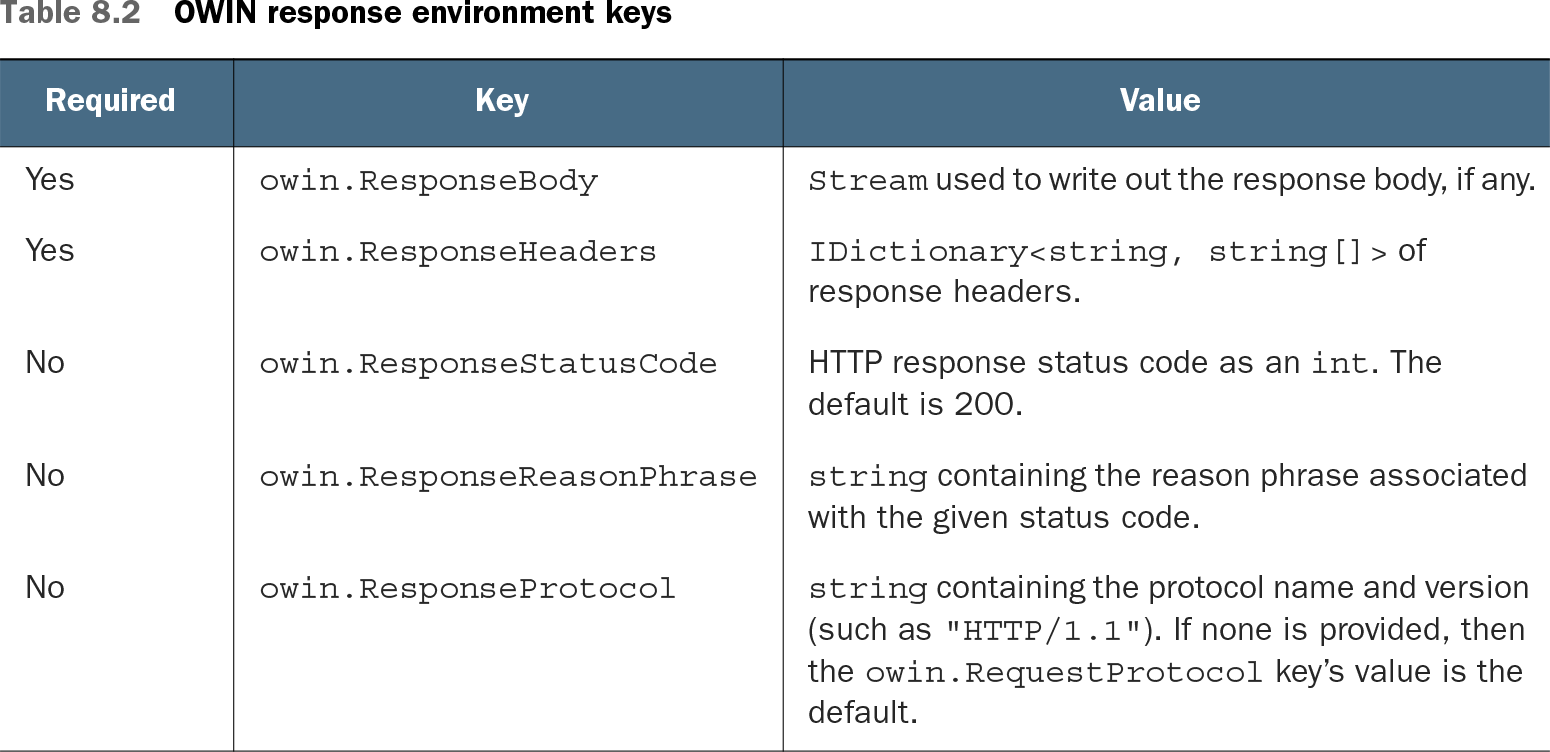 Table 8.2 OWIN response environment keys
Required Key Value
Yes owin.ResponseBody Stream used to write out the response body, if any.
Yes owin.ResponseHeaders IDictionary<string, string[]> of
response headers.
No owin.ResponseStatusCode HTTP response status code as an int. The
default is 200.
No owin.ResponseReasonPhrase string containing the reason phrase associated
with the given status code.
No owin.ResponseProtocol string containing the protocol name and version
(such as "HTTP/1.1"). If none is provided, then
the owin.RequestProtocol key’s value is the
default.